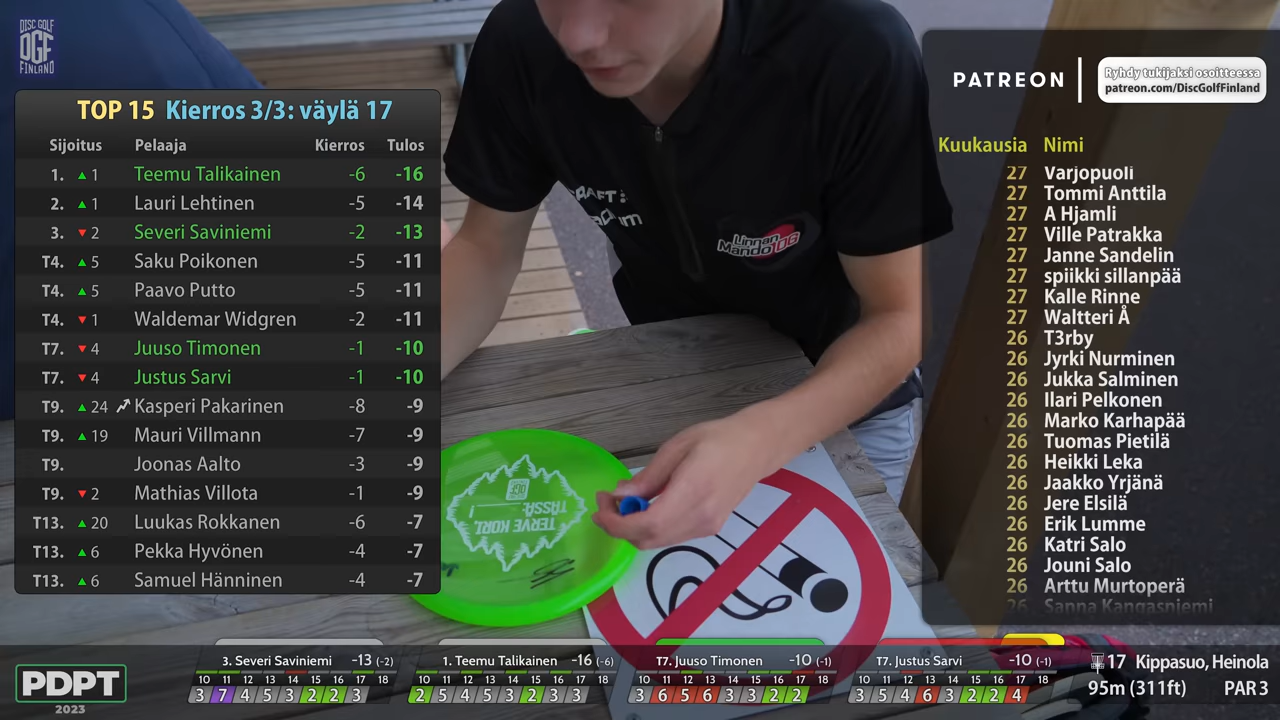 DISC GOLF
DGF
FINLAND
TOP 15 Kierros 3/3: väylä 17
Sijoitus Pelaaja Kierros Tulos
1. ▲ 1 Teemu Talikainen -6 -16
2. ▲ 1 Lauri Lehtinen -5 -14
3. ▼ 2 Severi Saviniemi -2 -13
T4. ▲ 5 Saku Poikonen -5 -11
T4. ▲ 5 Paavo Putto -5 -11
T4. ▼ 1 Waldemar Widgren -2 -11
T7. ▼ 4 Juuso Timonen -1 -10
T7. ▼ 4 Justus Sarvi -1 -10
T9. ▲ 24 Kasperi Pakarinen -8 -9
T9. ▲ 19 Mauri Villmann -7 -9
T9. Joonas Aalto -3 -9
T9. ▼ 2 Mathias Villota -1 -9
T13. ▲ 20 Luukas Rokkanen -6 -7
T13. ▲ 6 Pekka Hyvönen -4 -7
T13. ▲ 6 Samuel Hänninen -4 -7
Linnan
Mando DG
TERVE KORI,
TÄSSÄ:
PATREON
Ryhdy tukijaksi osoitteessa
patreon.com/DiscGolfFinland
Kuukausia Nimi
27 Varjopuoli
27 Tommi Anttila
27 A Hjamli
27 Ville Patrakka
27 Janne Sandelin
27 spiikki sillanpää
27 Kalle Rinne
27 Waltteri Å
26 T3rby
26 Jyrki Nurminen
26 Jukka Salminen
26 Ilari Pelkonen
26 Marko Karhapää
26 Tuomas Pietilä
26 Heikki Leka
26 Jaakko Yrjänä
26 Jere Elsilä
26 Erik Lumme
26 Katri Salo
26 Jouni Salo
26 Arttu Murtoperä
26 Sanna Kangasniemi
PDPT
2023
3. Severi Saviniemi -13 (-2)
10 11 12 13 14 15 16 17 18
3 7 4 5 3 2 2 3
1. Teemu Talikainen -16 (-6)
10 11 12 13 14 15 16 17 18
2 5 4 5 3 2 3 3
T7. Juuso Timonen -10 (-1)
10 11 12 13 14 15 16 17 18
3 6 5 6 3 3 2 2
T7. Justus Sarvi -10 (-1)
10 11 12 13 14 15 16 17 18
3 5 4 6 3 2 2 4
17 Kippasuo, Heinola
95m (311ft) PAR 3